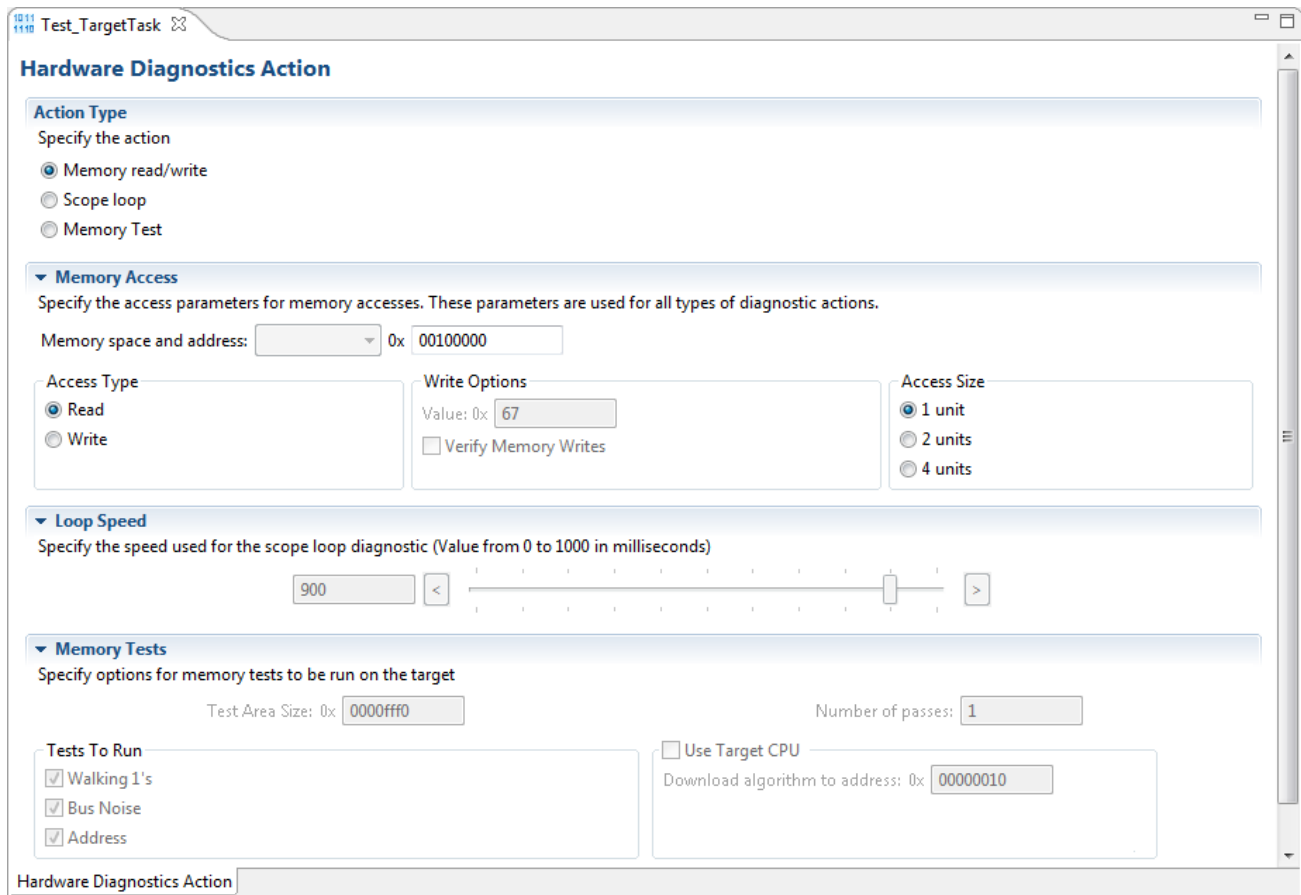 1011
1110 Test_TargetTask
Hardware Diagnostics Action
Action Type
Specify the action
Memory read/write
Scope loop
Memory Test
Memory Access
Specify the access parameters for memory accesses. These parameters are used for all types of diagnostic actions.
Memory space and address: 0x 00100000
Access Type Write Options Access Size
Read Value: 0x 67 1 unit
Write Verify Memory Writes 2 units
4 units
Loop Speed
Specify the speed used for the scope loop diagnostic (Value from 0 to 1000 in milliseconds)
900 < >
Memory Tests
Specify options for memory tests to be run on the target
Test Area Size: 0x 0000fff0 Number of passes: 1
Tests To Run Use Target CPU
Walking 1's Download algorithm to address: 0x 00000010
Bus Noise
Address
Hardware Diagnostics Action